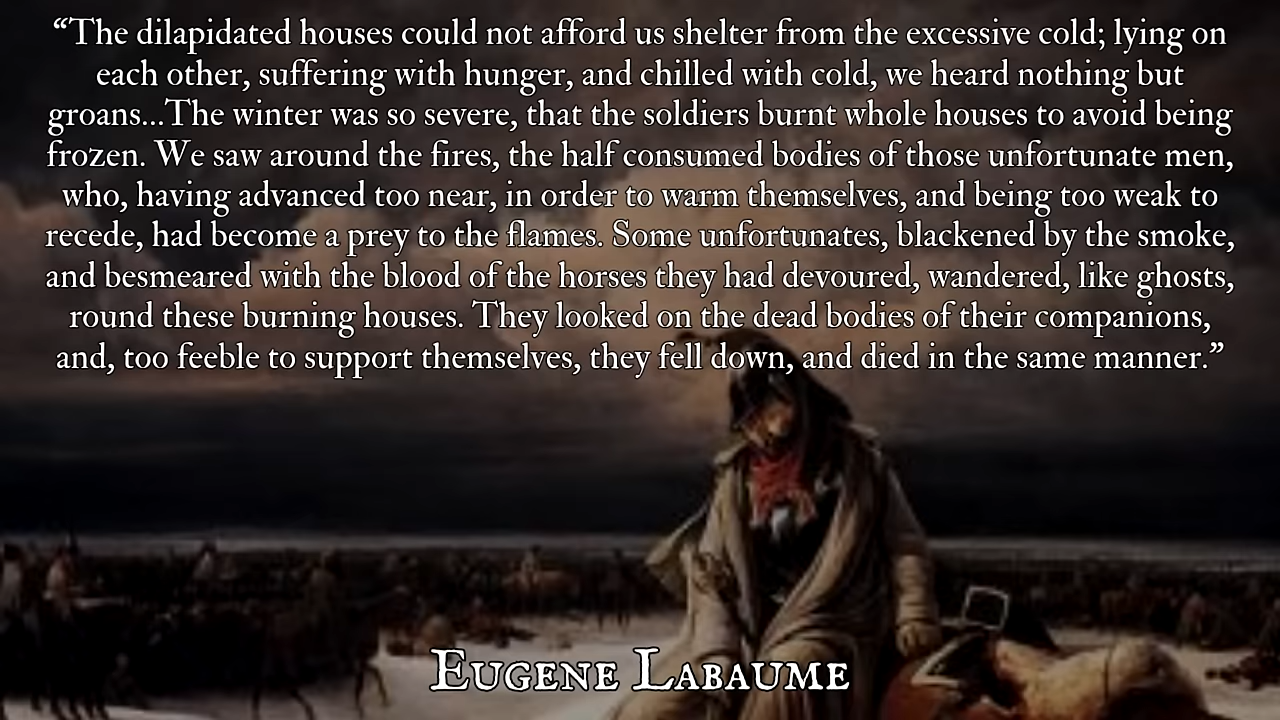 “The dilapidated houses could not afford us shelter from the excessive cold; lying on
each other, suffering with hunger, and chilled with cold, we heard nothing but
groans...The winter was so severe, that the soldiers burnt whole houses to avoid being
frozen. We saw around the fires, the half consumed bodies of those unfortunate men,
who, having advanced too near, in order to warm themselves, and being too weak to
recede, had become a prey to the flames. Some unfortunates, blackened by the smoke,
and besmeared with the blood of the horses they had devoured, wandered, like ghosts,
round these burning houses. They looked on the dead bodies of their companions,
and, too feeble to support themselves, they fell down, and died in the same manner.”
Eugene Labaume